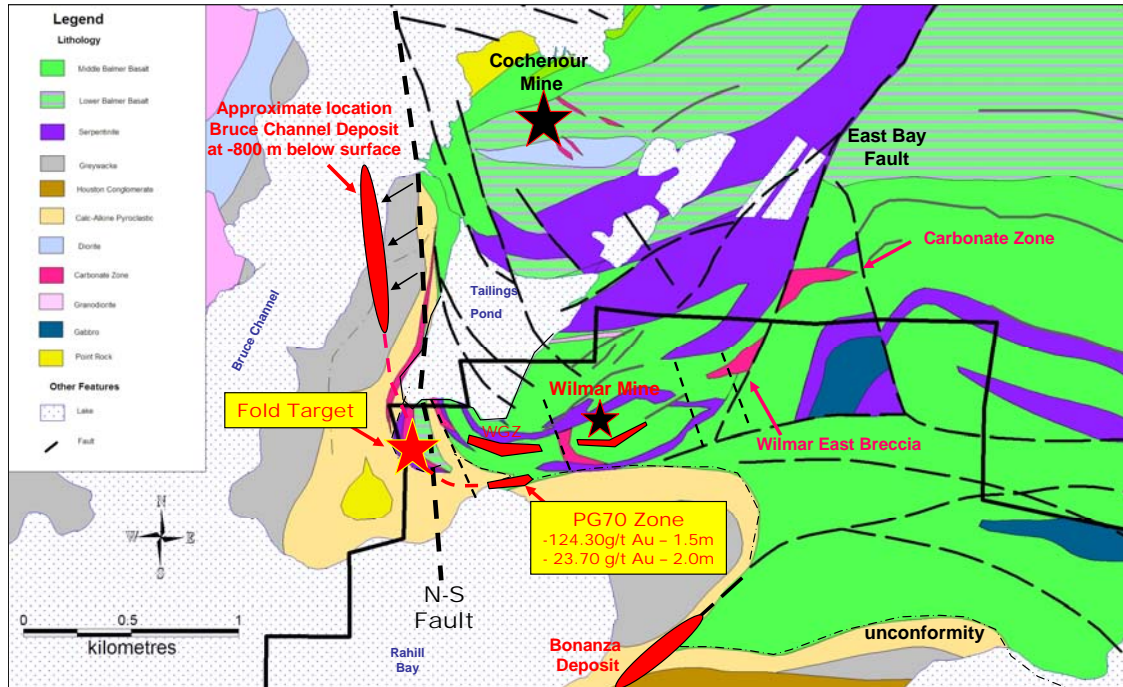 Legend
Lithology
Middle Balmer Basalt
Lower Balmer Basalt
Serpentinite
Greywacke
Houston Conglomerate
Calc-Alkline Pyroclastic
Diorite
Carbonate Zone
Granodiorite
Gabbro
Point Rock
Other Features
Lake
Fault
Approximate location
Bruce Channel Deposit
at -800 m below surface
Cochenour
Mine
East Bay
Fault
Carbonate Zone
Tailings
Pond
Bruce Channel
Fold Target
Wilmar Mine
WGZ
Wilmar East Breccia
PG70 Zone
-124.30g/t Au – 1.5m
- 23.70 g/t Au – 2.0m
N
W E
S
N-S
Fault
0 0.5 1
kilometres
Rahill
Bay
Bonanza
Deposit
unconformity